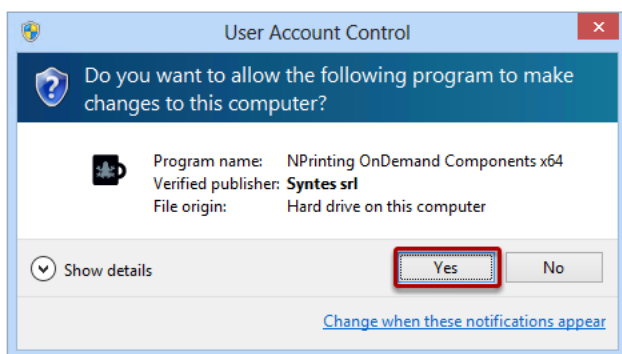 User Account Control
Do you want to allow the following program to make
changes to this computer?
Program name: NPrinting OnDemand Components x64
Verified publisher: Syntes srl
File origin: Hard drive on this computer
Show details
Yes
No
Change when these notifications appear